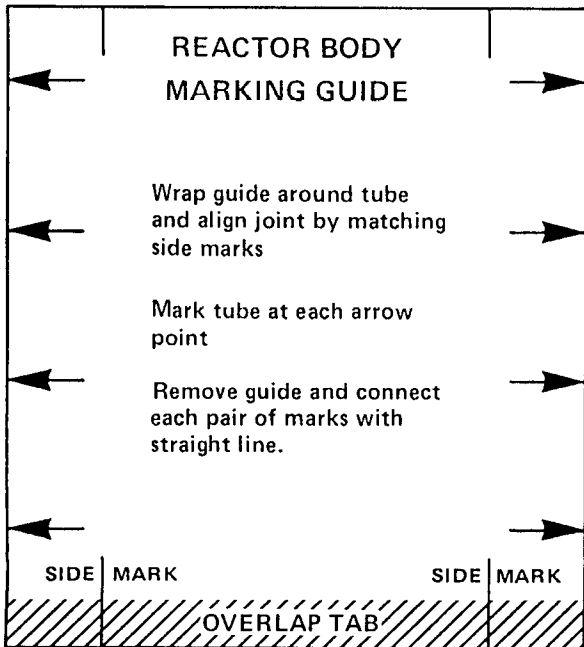 REACTOR BODY
MARKING GUIDE
Wrap guide around tube
and align joint by matching
side marks
Mark tube at each arrow
point
Remove guide and connect
each pair of marks with
straight line.
SIDE MARK SIDE MARK
OVERLAP TAB